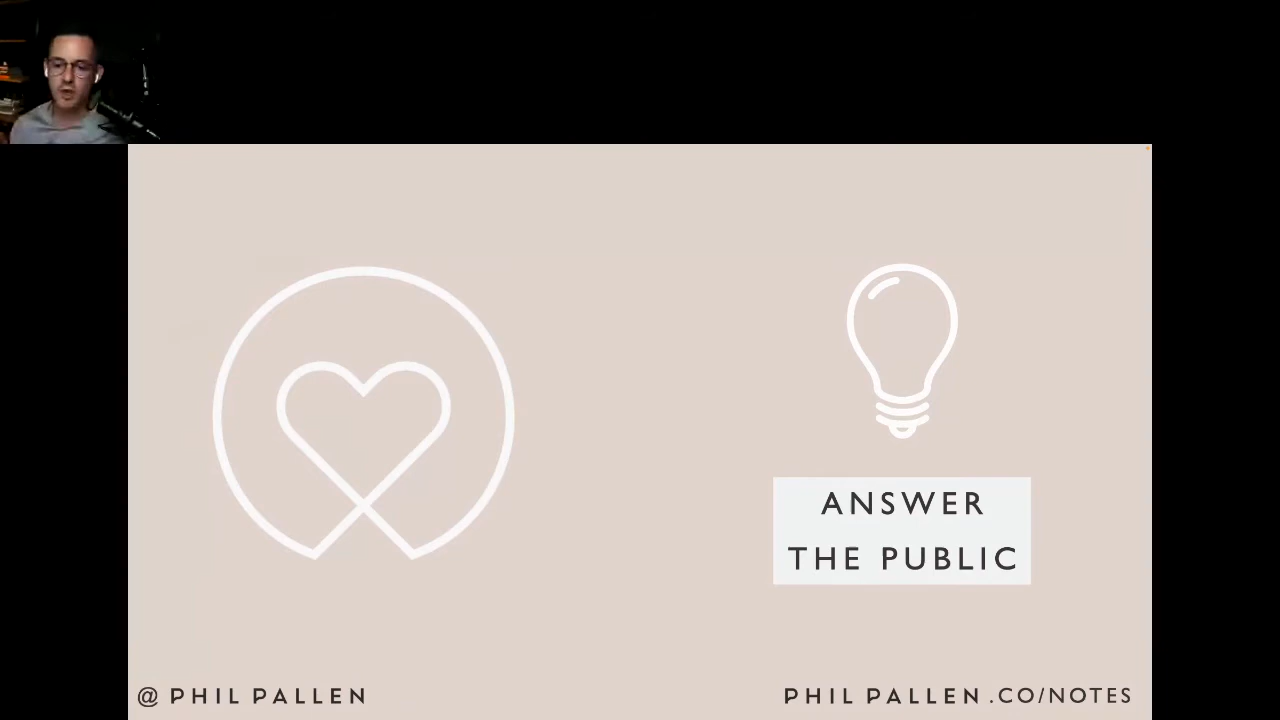 ANSWER
THE PUBLIC
@ PHIL PALLEN
PHIL PALLEN .CO/NOTES